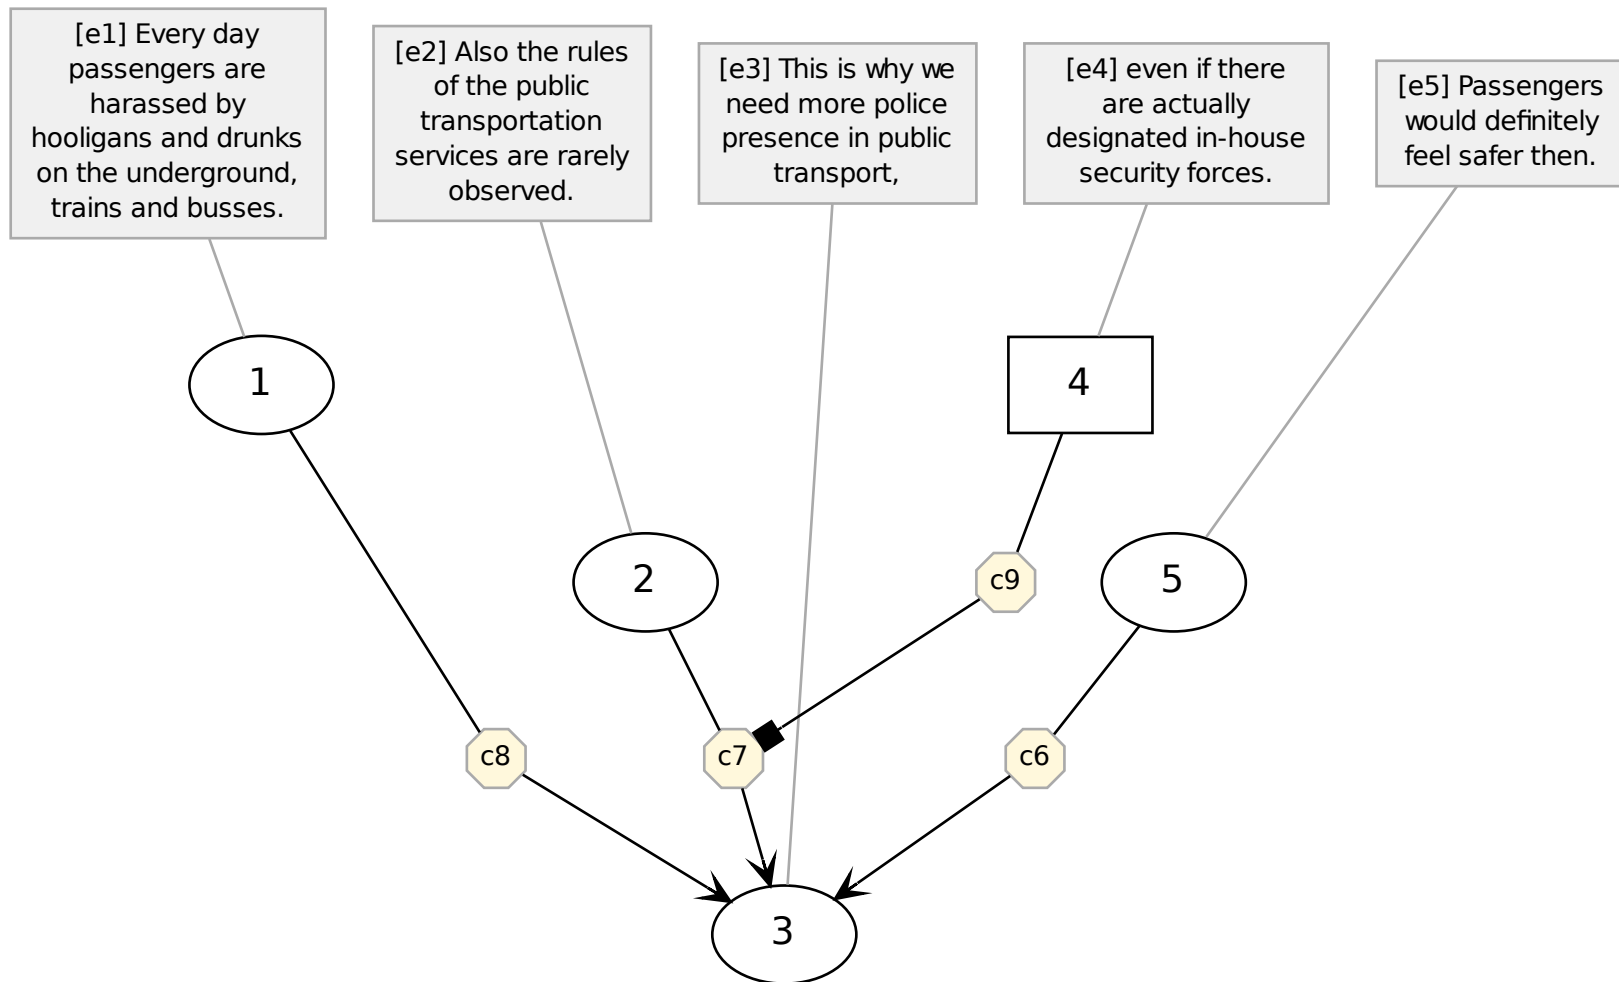 [e1] Every day
passengers are
harassed by
hooligans and drunks
on the underground,
trains and busses.
[e2] Also the rules
of the public
transportation
services are rarely
observed.
[e3] This is why we
need more police
presence in public
transport,
[e4] even if there
are actually
designated in-house
security forces.
[e5] Passengers
would definitely
feel safer then.
1
4
2
c9
5
c8
c7
c6
3